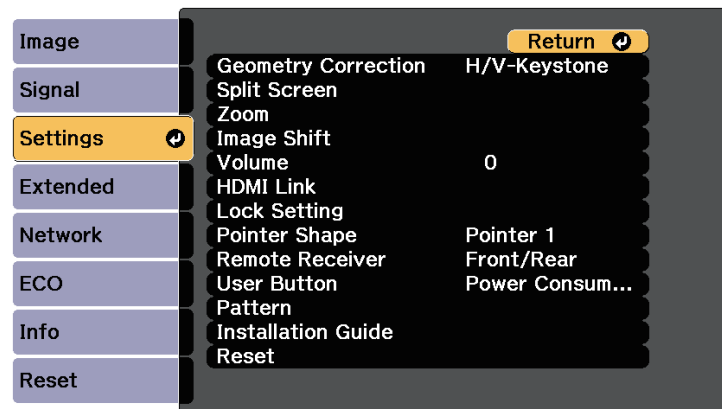 Image
Signal
Settings
Extended
Network
ECO
Info
Reset
Return
Geometry Correction H/V-Keystone
Split Screen
Zoom
Image Shift
Volume 0
HDMI Link
Lock Setting
Pointer Shape Pointer 1
Remote Receiver Front/Rear
User Button Power Consum...
Pattern
Installation Guide
Reset